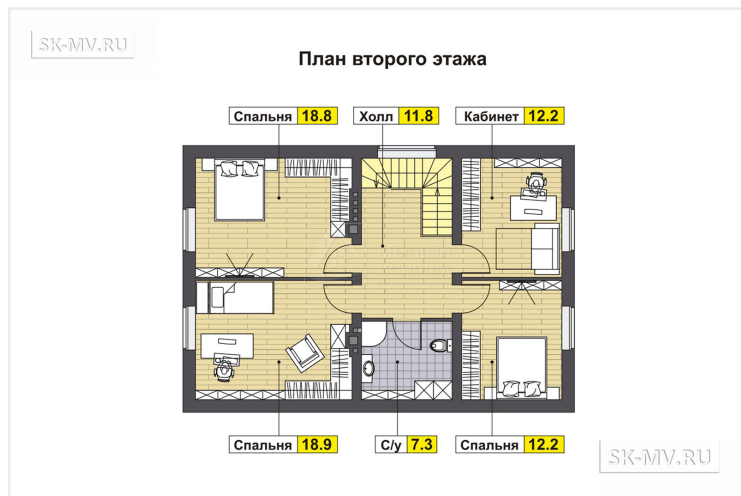 SK-MV.RU
План второго этажа
Спальня 18.8 Холл 11.8 Кабинет 12.2
Спальня 18.9 С/у 7.3 Спальня 12.2
SK-MV.RU